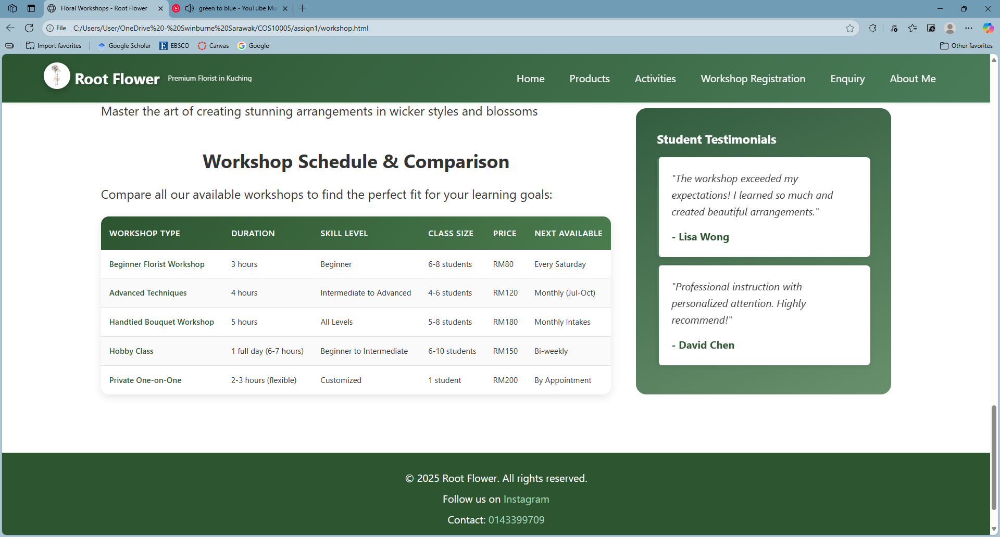 Floral Workshops - Root Flower
green to blue - YouTube Mu
File
C:/Users/User/OneDrive%20-%20Swinburne%20Sarawak/COS10005/assign1/workshop.html
Import favorites
Google Scholar
EBSCO
Canvas
Google
Other favorites
Root Flower
Premium Florist in Kuching
Home
Products
Activities
Workshop Registration
Enquiry
About Me
Master the art of creating stunning arrangements in wicker styles and blossoms
Workshop Schedule & Comparison
Compare all our available workshops to find the perfect fit for your learning goals:
WORKSHOP TYPE DURATION SKILL LEVEL CLASS SIZE PRICE NEXT AVAILABLE
Beginner Florist Workshop 3 hours Beginner 6-8 students RM80 Every Saturday
Advanced Techniques 4 hours Intermediate to Advanced 4-6 students RM120 Monthly (Jul-Oct)
Handtied Bouquet Workshop 5 hours All Levels 5-8 students RM180 Monthly Intakes
Hobby Class 1 full day (6-7 hours) Beginner to Intermediate 6-10 students RM150 Bi-weekly
Private One-on-One 2-3 hours (flexible) Customized 1 student RM200 By Appointment
Student Testimonials
"The workshop exceeded my
expectations! I learned so much and
created beautiful arrangements."
- Lisa Wong
"Professional instruction with
personalized attention. Highly
recommend!"
- David Chen
© 2025 Root Flower. All rights reserved.
Follow us on Instagram
Contact: 0143399709